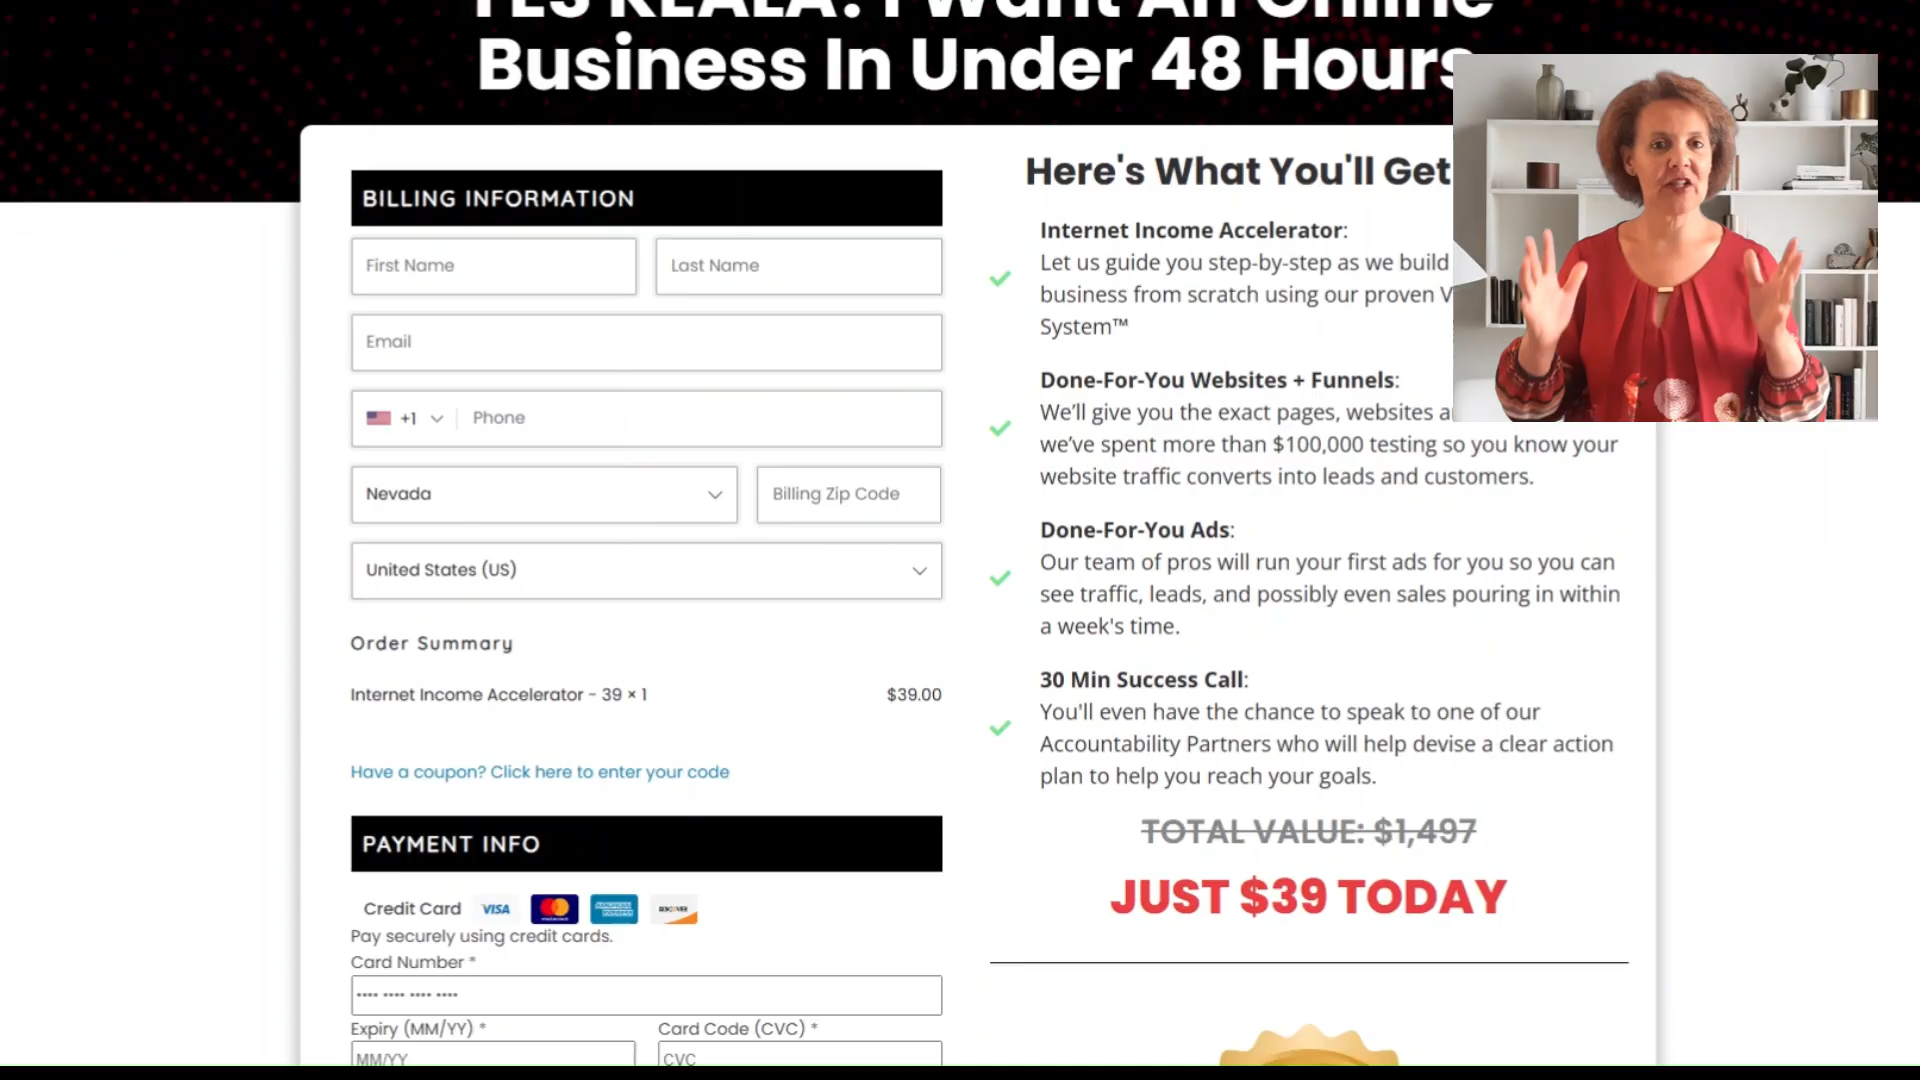 YES KEALA! I Want An Online
Business In Under 48 Hours
BILLING INFORMATION
First Name
Last Name
Email
+1
Phone
Nevada
Billing Zip Code
United States (US)
Order Summary
Internet Income Accelerator - 39 × 1
$39.00
Have a coupon? Click here to enter your code
PAYMENT INFO
Credit Card
VISA
AMERICAN EXPRESS
DISCOVER
Pay securely using credit cards.
Card Number *
•••• •••• •••• ••••
Expiry (MM/YY) *
Card Code (CVC) *
MM/YY
CVC
Here's What You'll Get
Internet Income Accelerator:
Let us guide you step-by-step as we build
business from scratch using our proven
System™
Done-For-You Websites + Funnels:
We'll give you the exact pages, websites
we've spent more than $100,000 testing so you know your
website traffic converts into leads and customers.
Done-For-You Ads:
Our team of pros will run your first ads for you so you can
see traffic, leads, and possibly even sales pouring in within
a week's time.
30 Min Success Call:
You'll even have the chance to speak to one of our
Accountability Partners who will help devise a clear action
plan to help you reach your goals.
TOTAL VALUE: $1,497
JUST $39 TODAY